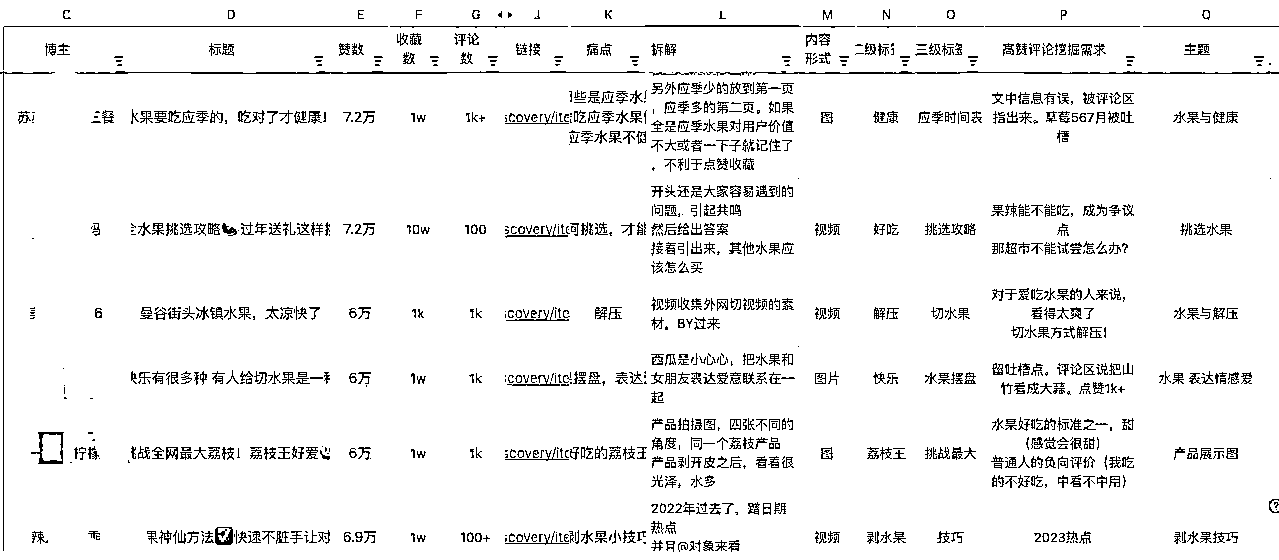 C D E F G J K L M N O P Q
博主 标题 赞数 收藏数 评论数 链接 痛点 拆解 内容形式 二级标签 三级标签 高赞评论挖掘需求 主题
三餐 水果要吃应季的，吃对了才健康! 7.2万 1w 1k+ scovery/ite
些是应季水
吃应季水果
应季水果不
另外应季少的放到第一页
，应季多的第二页。如果
全是应季水果对用户价值
不大或者一下子就记住了
，不利于点赞收藏
图 健康 应季时间表
文中信息有误，被评论区
指出来。草莓567月被吐
槽
水果与健康
妈 水果挑选攻略 过年送礼这样 7.2万 10w 100 scovery/ite 可挑选，才能
开头还是大家容易遇到的
问题，引起共鸣
然后给出答案
接着引出来，其他水果应
该怎么买
视频 好吃 挑选攻略
果辣能不能吃，成为争议
点
那超市不能试尝怎么办?
挑选水果
6 曼谷街头冰镇水果，太凉快了 6万 1k 1k scovery/ite 解压
视频收集外网切视频的素
材。BY过来
视频 解压 切水果
对于爱吃水果的人来说，
看得太爽了
切水果方式解压!
水果与解压
快乐有很多种 有人给切水果是一 6万 1w 1k scovery/ite 摆盘，表达
西瓜是小心心，把水果和
女朋友表达爱意联系在一
起
图片 快乐 水果摆盘
留吐槽点。评论区说把山
竹看成大蒜。点赞1k+
水果 表达情感爱
柠檬 挑战全网最大荔枝! 荔枝王好爱 6万 1w 1k scovery/ite 好吃的荔枝王
产品拍摄图，四张不同的
角度，同一个荔枝产品
产品剥开皮之后，看着很
光泽，水多
图 荔枝王 挑战最大
水果好吃的标准之一，甜
(感觉会很甜)
普通人的负向评价（我吃
的不好吃，中看不中用）
产品展示图
辣 果神仙方法 快速不脏手让对 6.9万 1w 100+ scovery/ite 剥水果小技巧
2022年过去了，踏日期
热点
并且@对象来看
视频 剥水果 技巧 2023热点 剥水果技巧